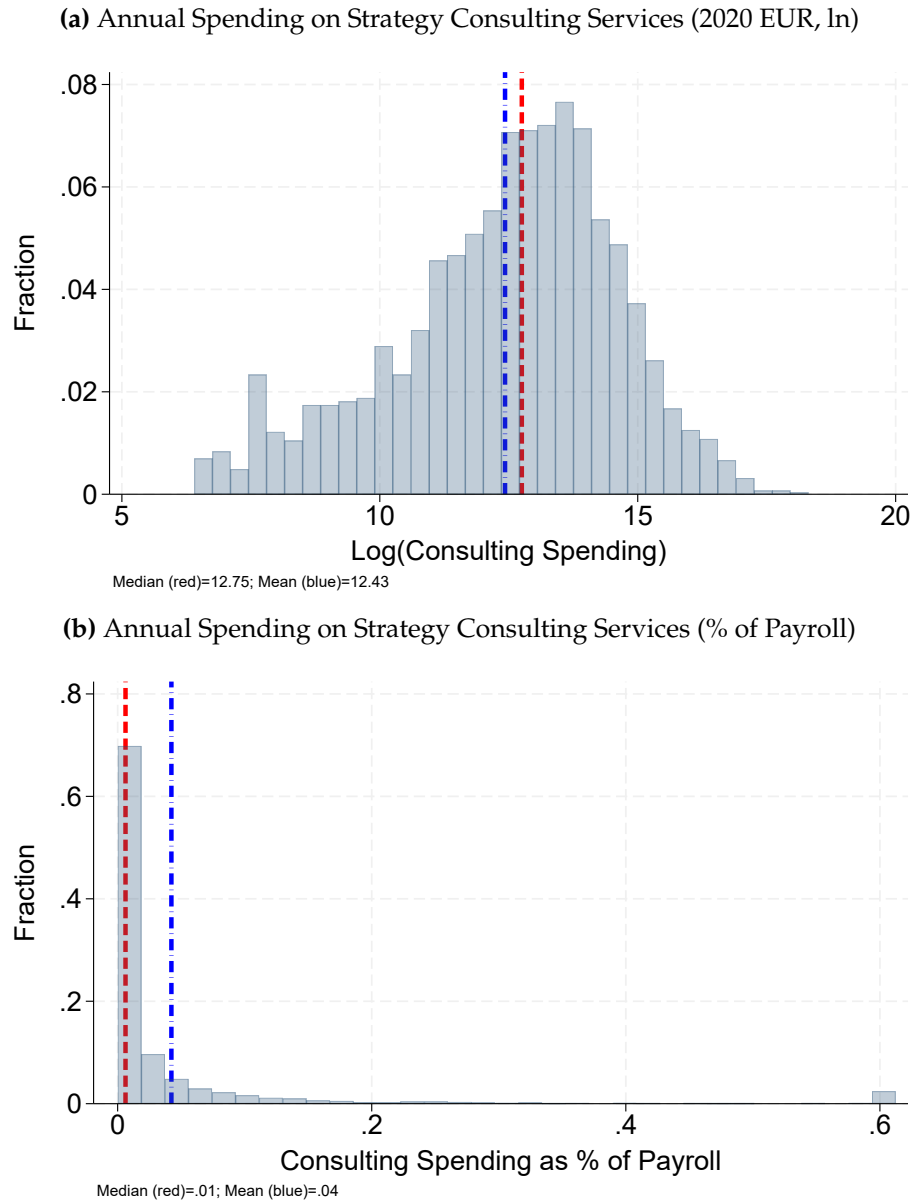 (a) Annual Spending on Strategy Consulting Services (2020 EUR, ln)
.08
.06
.04
.02
0
Fraction
5 10 15 20
Log(Consulting Spending)
Median (red)=12.75; Mean (blue)=12.43
(b) Annual Spending on Strategy Consulting Services (% of Payroll)
.8
.6
.4
.2
0
Fraction
0 .2 .4 .6
Consulting Spending as % of Payroll
Median (red)=.01; Mean (blue)=.04